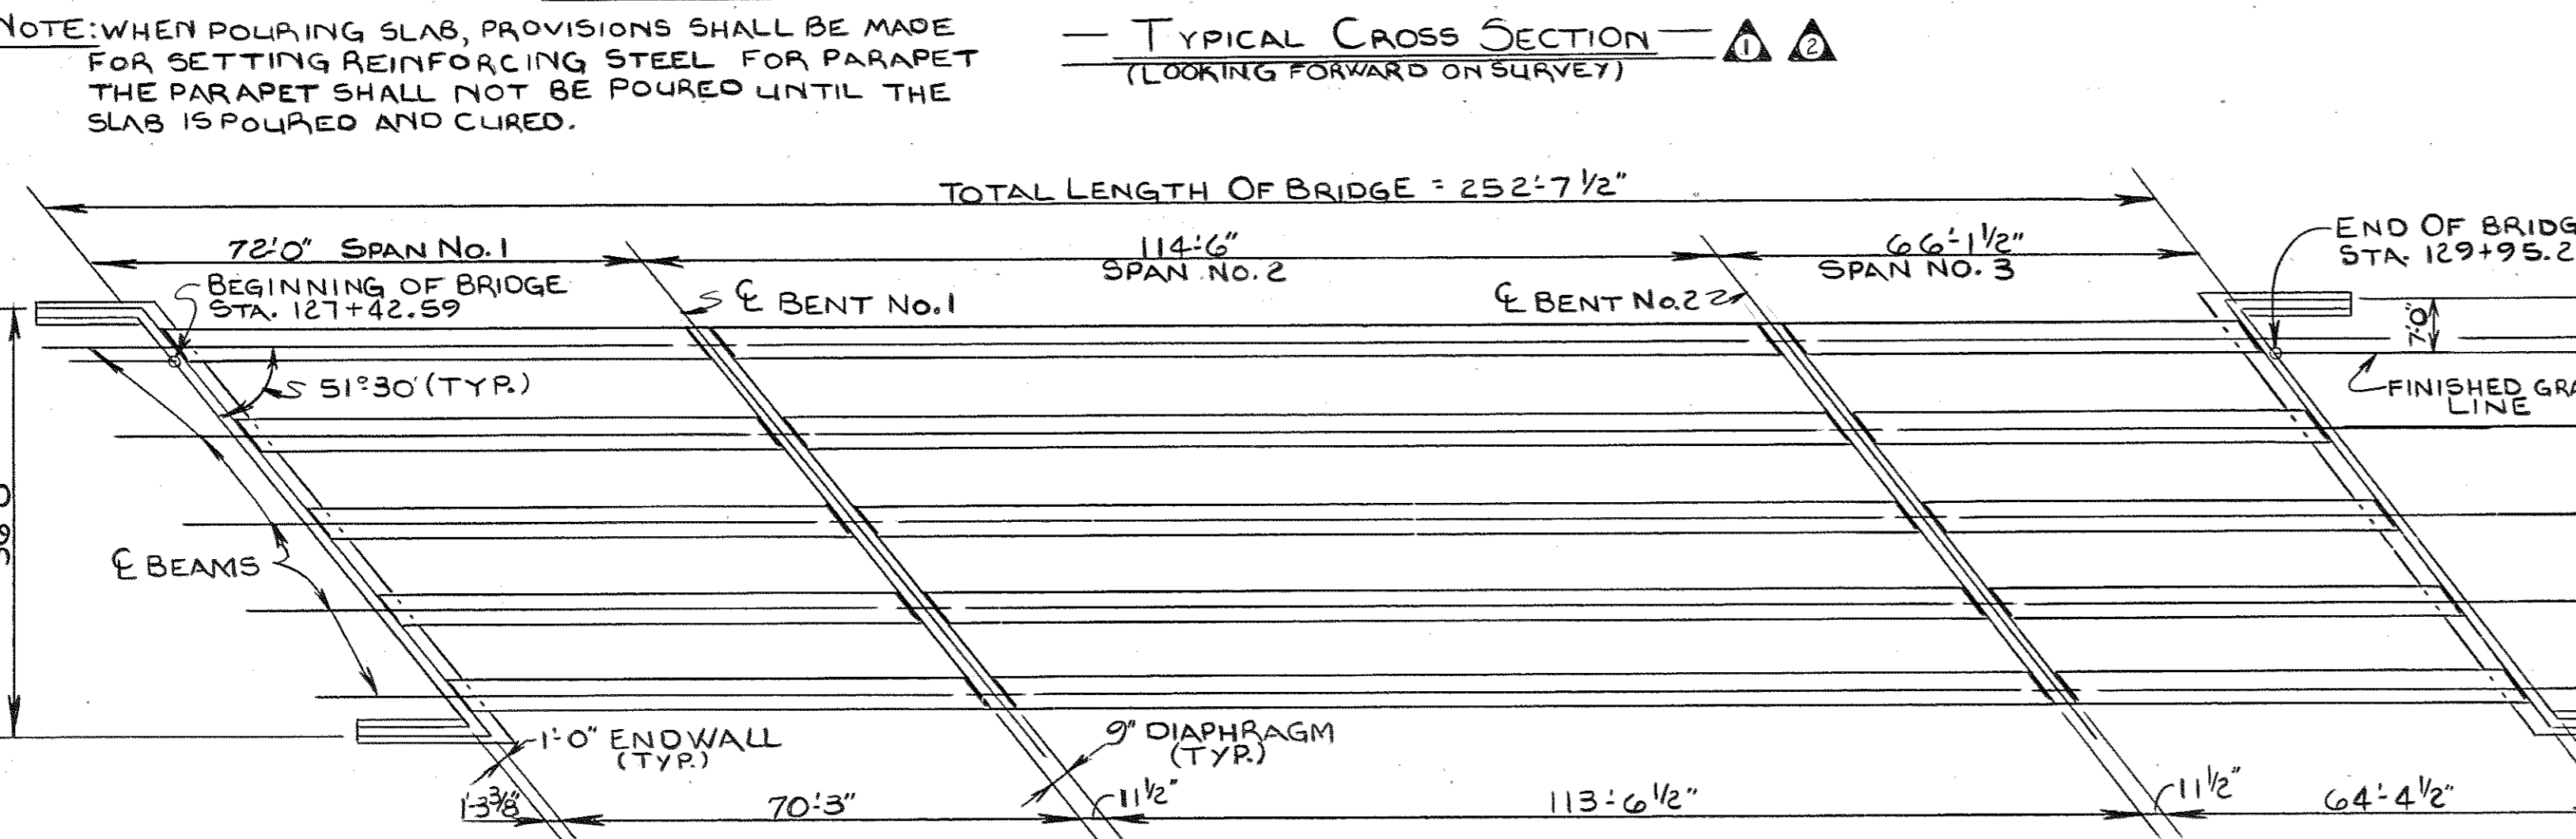 NOTE: WHEN POURING SLAB, PROVISIONS SHALL BE MADE
FOR SETTING REINFORCING STEEL FOR PARAPET
THE PARAPET SHALL NOT BE POURED UNTIL THE
SLAB IS POURED AND CURED.
— TYPICAL CROSS SECTION — 1 2
(LOOKING FORWARD ON SURVEY)
TOTAL LENGTH OF BRIDGE = 252'-7 1/2"
72'-0" SPAN No.1
114'-6"
SPAN NO. 2
66'-1 1/2"
SPAN NO. 3
BEGINNING OF BRIDGE
STA. 127+42.59
℄ BENT No.1
℄ BENT No.2
END OF
STA. 129+95.2
7'-0"
51°30' (TYP.)
FINISHED
LINE
℄ BEAMS
1'-0" ENDWALL
(TYP.)
9" DIAPHRAGM
(TYP.)
1'-3 3/8"
70'-3"
11 1/2"
113'-6 1/2"
11 1/2"
64'-4 1/2"